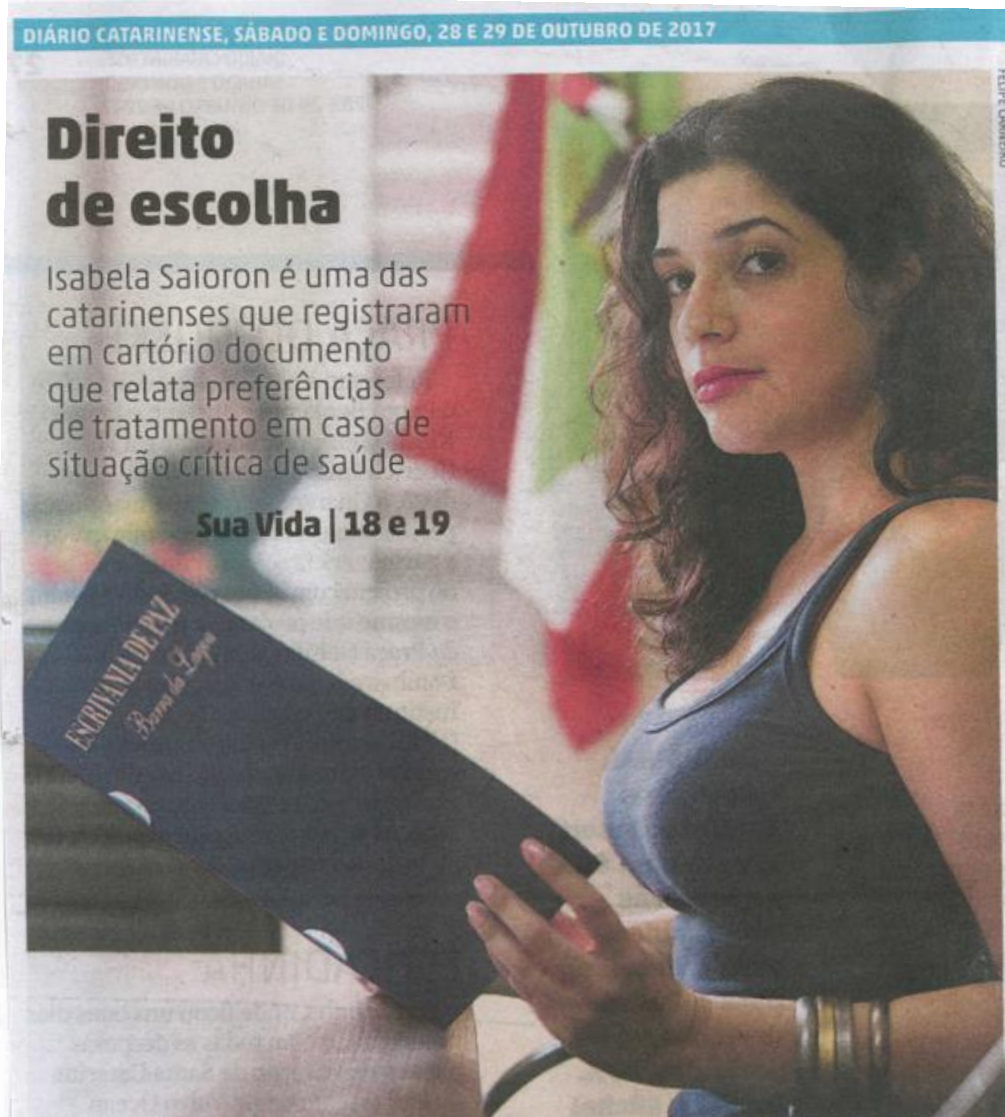 DIÁRIO CATARINENSE, SÁBADO E DOMINGO, 28 E 29 DE OUTUBRO DE 2017
Direito
de escolha
Isabela Saioron é uma das
catarinenses que registraram
em cartório documento
que relata preferências
de tratamento em caso de
situação crítica de saúde
Sua Vida | 18 e 19
ESCRIVANIA DE PAZ
Barra da Lagoa